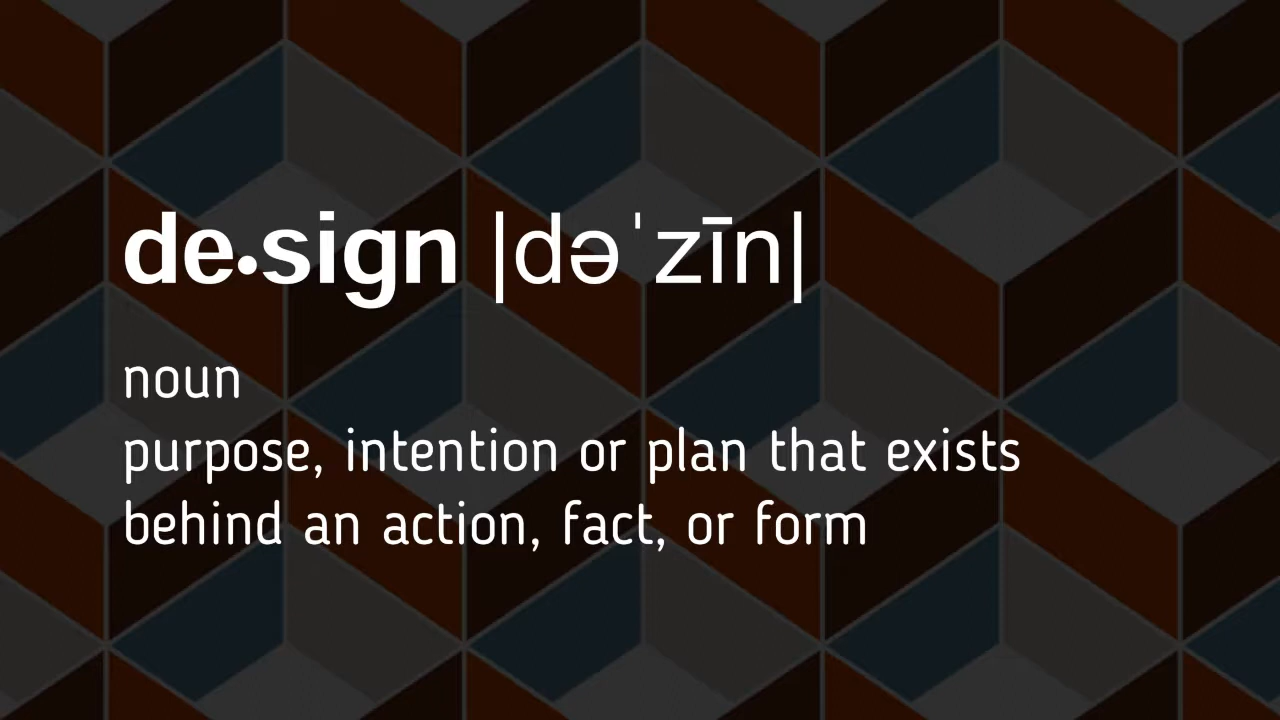 de•sign |dəˈzīn|
noun
purpose, intention or plan that exists
behind an action, fact, or form